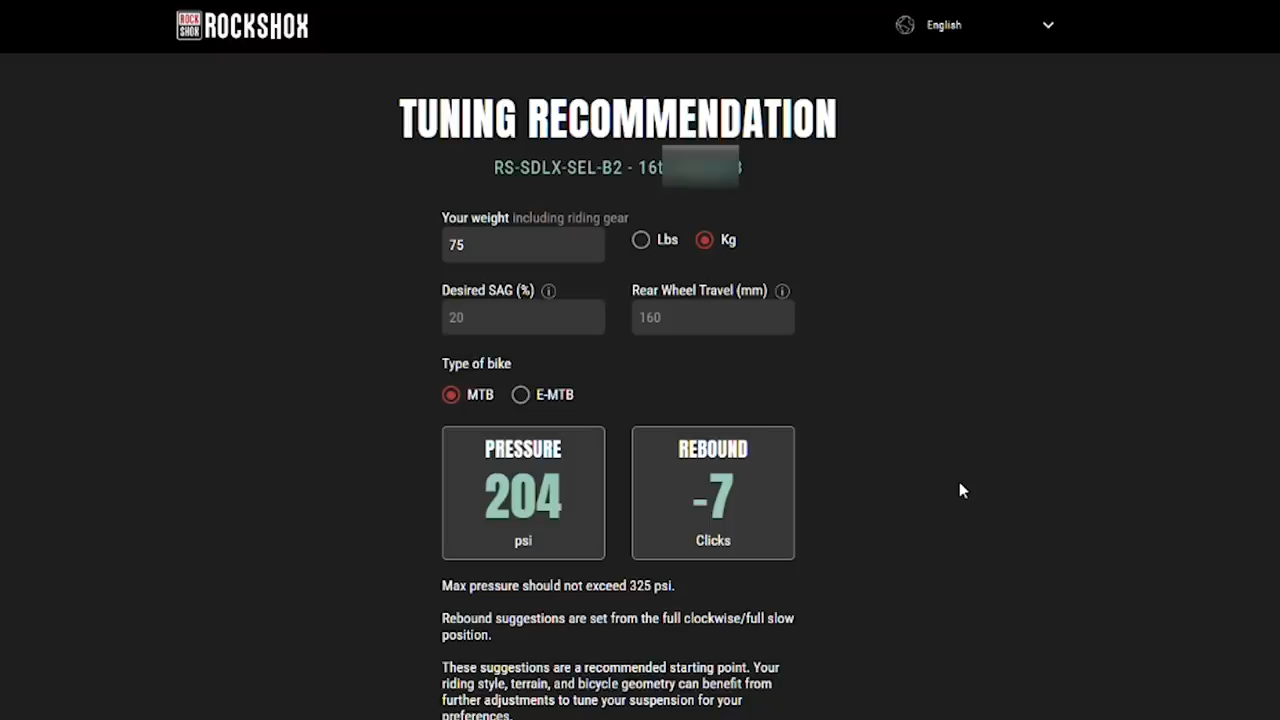 ROCK
SHOX
ROCKSHOX
English
TUNING RECOMMENDATION
RS-SDLX-SEL-B2 -
Your weight including riding gear
75
Lbs
Kg
Desired SAG (%)
Rear Wheel Travel (mm)
20
160
Type of bike
MTB
E-MTB
PRESSURE
REBOUND
204
-7
psi
Clicks
Max pressure should not exceed 325 psi.
Rebound suggestions are set from the full clockwise/full slow
position.
These suggestions are a recommended starting point. Your
riding style, terrain, and bicycle geometry can benefit from
further adjustments to tune your suspension for your
preferences.